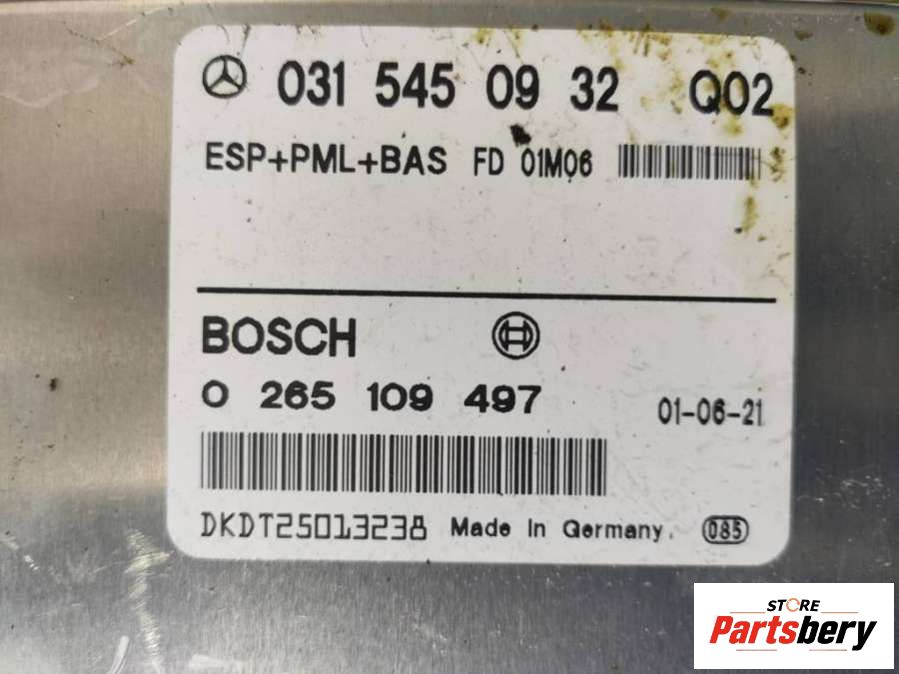 031 545 09 32 Q02
ESP+PML+BAS FD 01M06
BOSCH
0 265 109 497 01-06-21
DKDT25013238 Made In Germany. 085
STORE
Partsbery